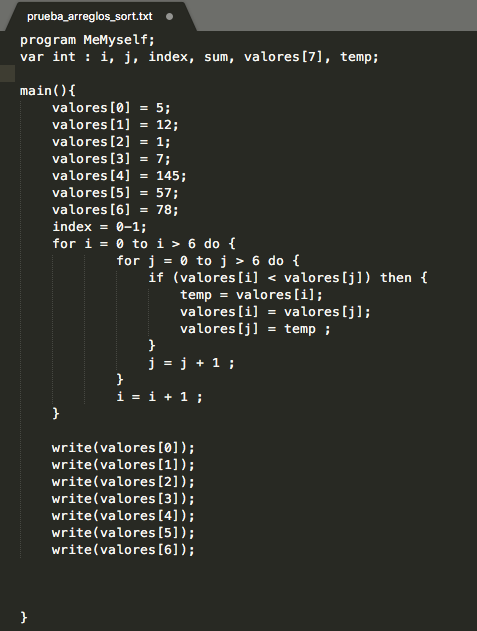 prueba_arreglos_sort.txt
program MeMyself;
var int : i, j, index, sum, valores[7], temp;
main(){
valores[0] = 5;
valores[1] = 12;
valores[2] = 1;
valores[3] = 7;
valores[4] = 145;
valores[5] = 57;
valores[6] = 78;
index = 0-1;
for i = 0 to i > 6 do {
for j = 0 to j > 6 do {
if (valores[i] < valores[j]) then {
temp = valores[i];
valores[i] = valores[j];
valores[j] = temp ;
}
j = j + 1 ;
}
i = i + 1 ;
}
write(valores[0]);
write(valores[1]);
write(valores[2]);
write(valores[3]);
write(valores[4]);
write(valores[5]);
write(valores[6]);
}